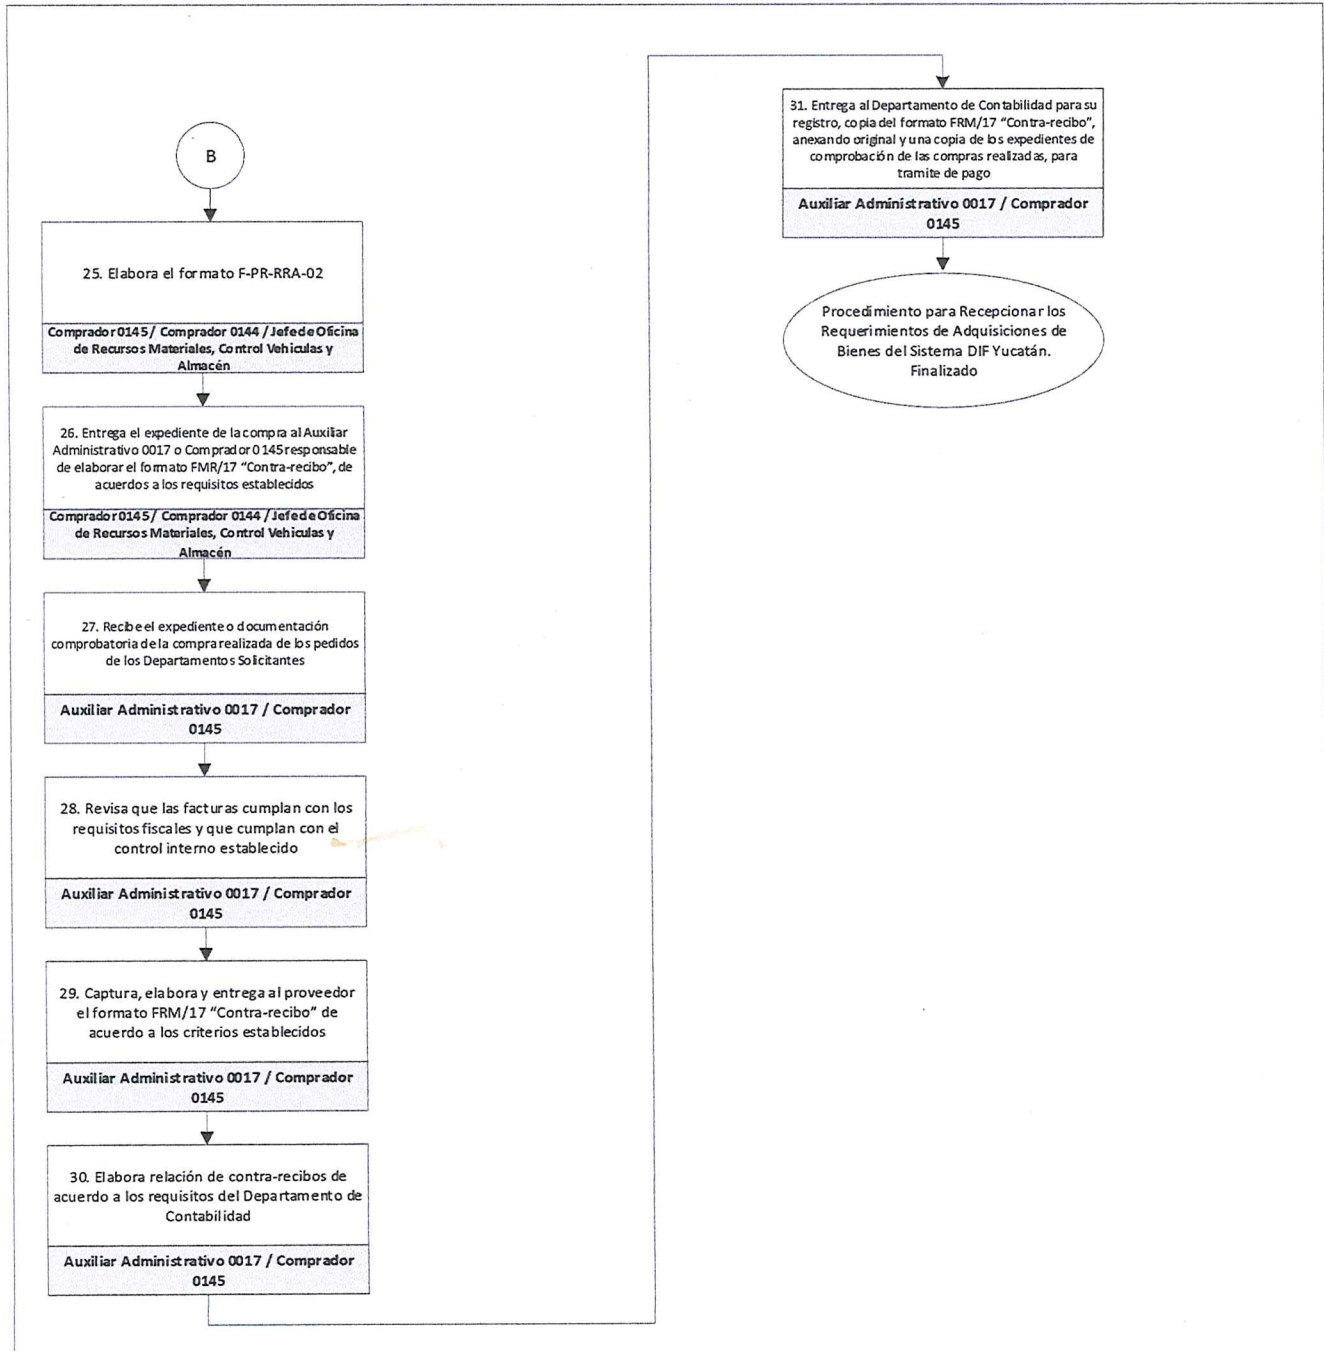 B
25. Elabora el formato F-PR-RRA-02
Comprador 0145 / Comprador 0144 / Jefe de Oficina
de Recursos Materiales, Control Vehiculas y
Almacén
26. Entrega el expediente de la compra al Auxiliar
Administrativo 0017 o Comprador 0145 responsable
de elaborar el formato FMR/17 “Contra-recibo”, de
acuerdos a los requisitos establecidos
Comprador 0145 / Comprador 0144 / Jefe de Oficina
de Recursos Materiales, Control Vehiculas y
Almacén
27. Recibe el expediente o documentación
comprobatoria de la compra realizada de los pedidos
de los Departamentos Solicitantes
Auxiliar Administrativo 0017 / Comprador
0145
28. Revisa que las facturas cumplan con los
requisitos fiscales y que cumplan con el
control interno establecido
Auxiliar Administrativo 0017 / Comprador
0145
29. Captura, elabora y entrega al proveedor
el formato FRM/17 “Contra-recibo” de
acuerdo a los criterios establecidos
Auxiliar Administrativo 0017 / Comprador
0145
30. Elabora relación de contra-recibos de
acuerdo a los requisitos del Departamento de
Contabilidad
Auxiliar Administrativo 0017 / Comprador
0145
31. Entrega al Departamento de Contabilidad para su
registro, copia del formato FRM/17 “Contra-recibo”,
anexando original y una copia de los expedientes de
comprobación de las compras realizadas, para
tramite de pago
Auxiliar Administrativo 0017 / Comprador
0145
Procedimiento para Recepcionar los
Requerimientos de Adquisiciones de
Bienes del Sistema DIF Yucatán.
Finalizado